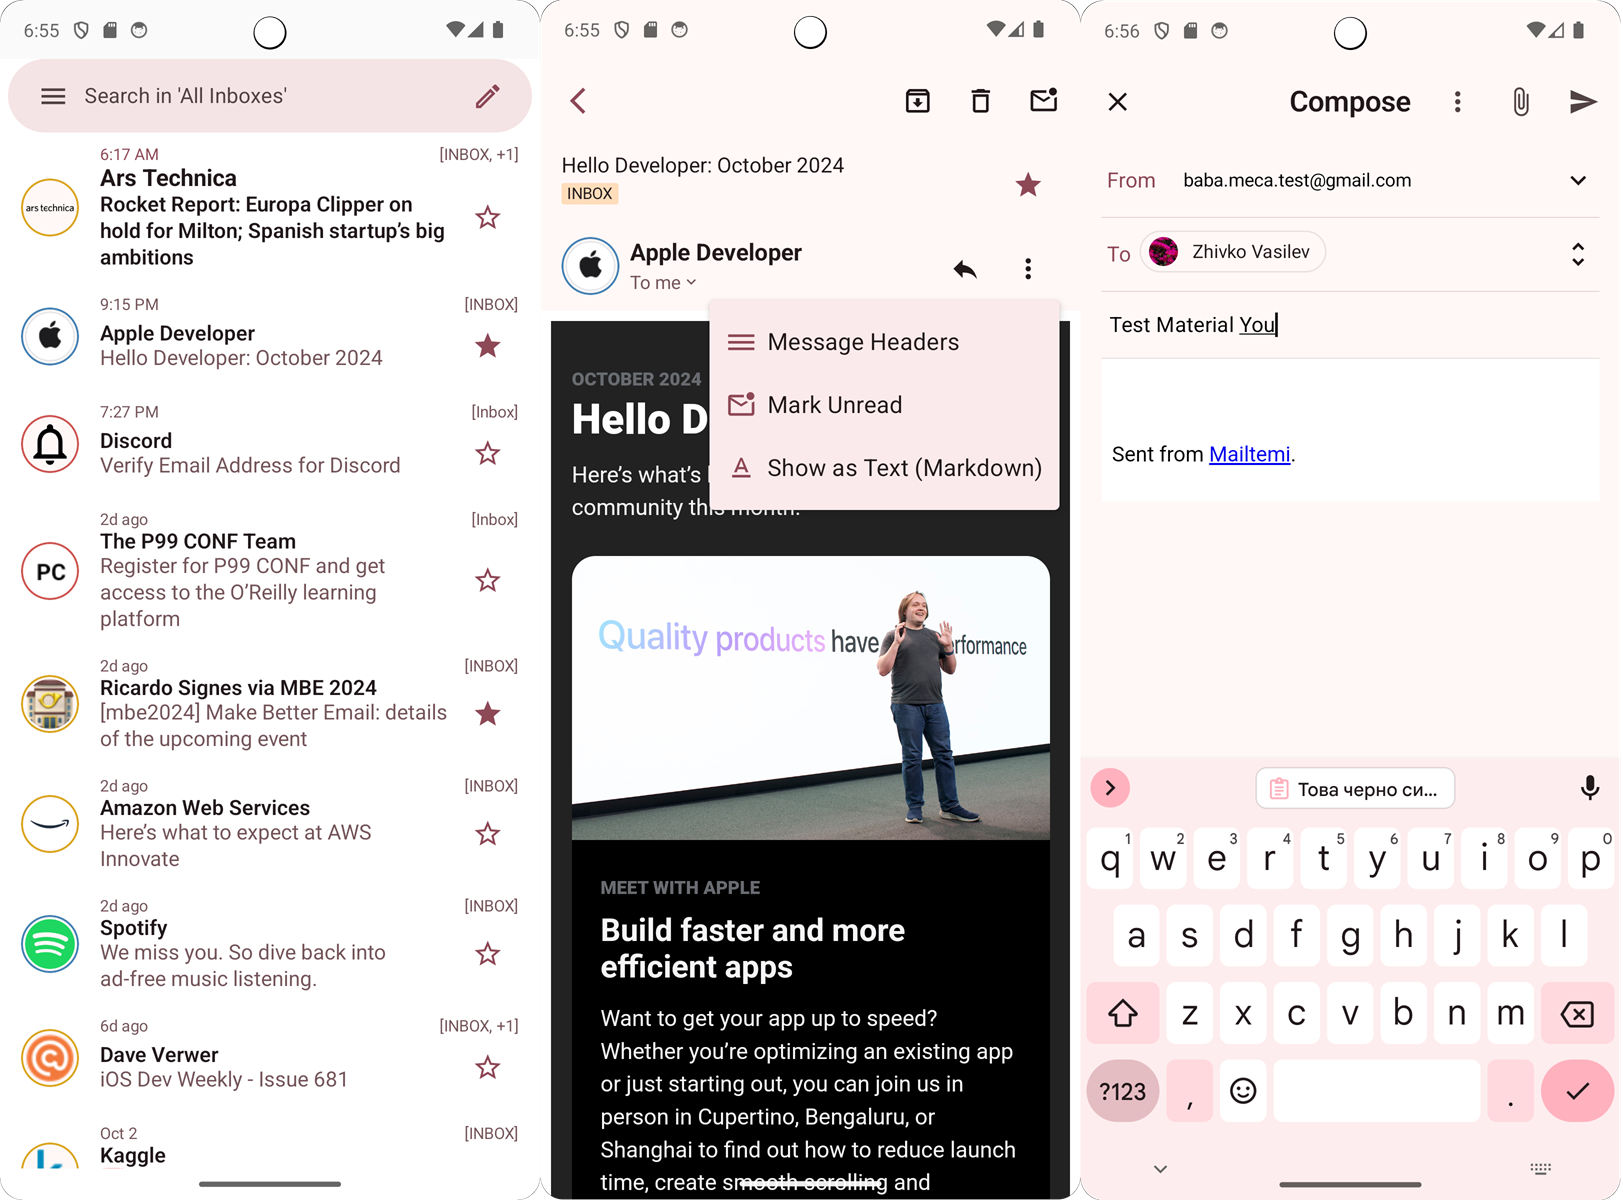 6:55
Search in 'All Inboxes'
6:17 AM [INBOX, +1]
ars technica
Ars Technica
Rocket Report: Europa Clipper on
hold for Milton; Spanish startup's big
ambitions
9:15 PM [INBOX]
Apple Developer
Hello Developer: October 2024
7:27 PM [Inbox]
Discord
Verify Email Address for Discord
2d ago [Inbox]
PC
The P99 CONF Team
Register for P99 CONF and get
access to the O'Reilly learning
platform
2d ago [INBOX]
Ricardo Signes via MBE 2024
[mbe2024] Make Better Email: details
of the upcoming event
2d ago [INBOX]
Amazon Web Services
Here's what to expect at AWS
Innovate
2d ago [INBOX]
Spotify
We miss you. So dive back into
ad-free music listening.
6d ago [INBOX, +1]
Dave Verwer
iOS Dev Weekly - Issue 681
Oct 2 [INBOX]
Kaggle
6:55
Hello Developer: October 2024
INBOX
Apple Developer
To me
Message Headers
Mark Unread
Show as Text (Markdown)
OCTOBER 2024
Hello D
Here's what's
community this month.
Quality products have rformance
MEET WITH APPLE
Build faster and more
efficient apps
Want to get your app up to speed?
Whether you're optimizing an existing app
or just starting out, you can join us in
person in Cupertino, Bengaluru, or
Shanghai to find out how to reduce launch
time, create smooth scrolling and
6:56
Compose
From baba.meca.test@gmail.com
To Zhivko Vasilev
Test Material You
Sent from Mailtemi.
Това черно си...
q 1 w 2 e 3 r 4 t 5 y 6 u 7 i 8 o 9 p 0
a s d f g h j k l
z x c v b n m
?123 , .